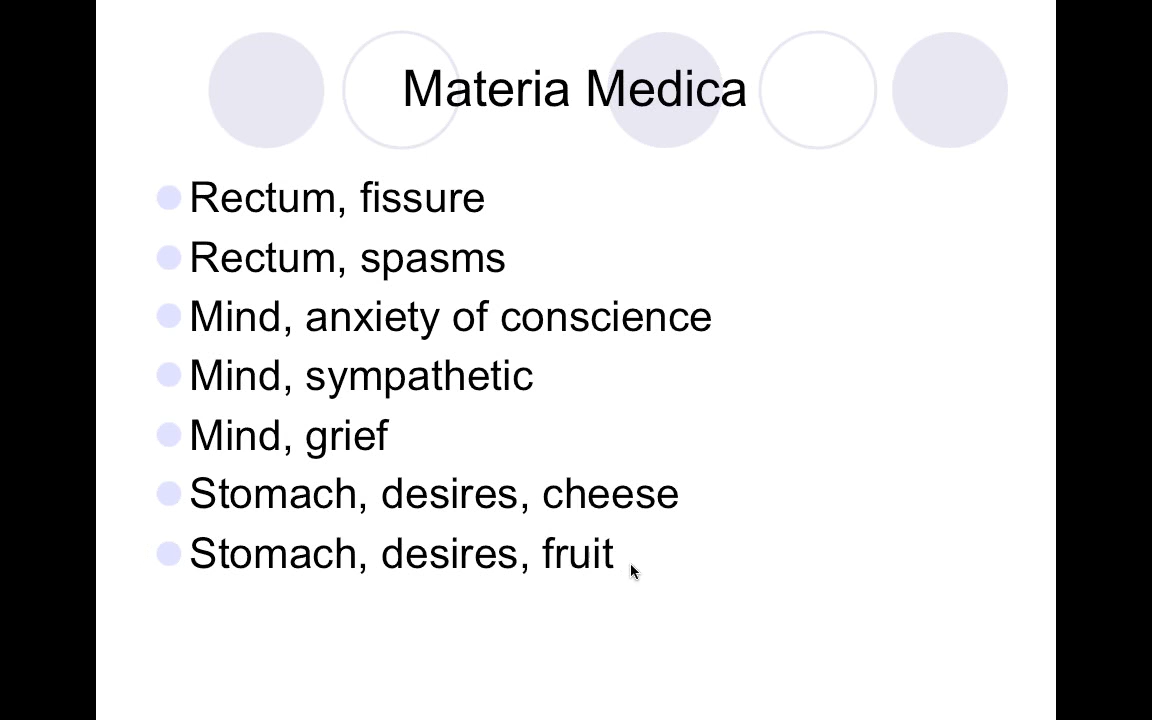 Materia Medica
Rectum, fissure
Rectum, spasms
Mind, anxiety of conscience
Mind, sympathetic
Mind, grief
Stomach, desires, cheese
Stomach, desires, fruit